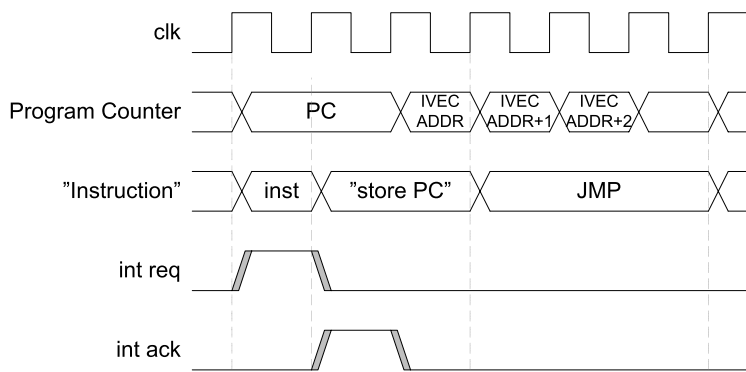 clk
Program Counter
PC
IVEC
ADDR
IVEC
ADDR+1
IVEC
ADDR+2
”Instruction”
inst
”store PC”
JMP
int req
int ack